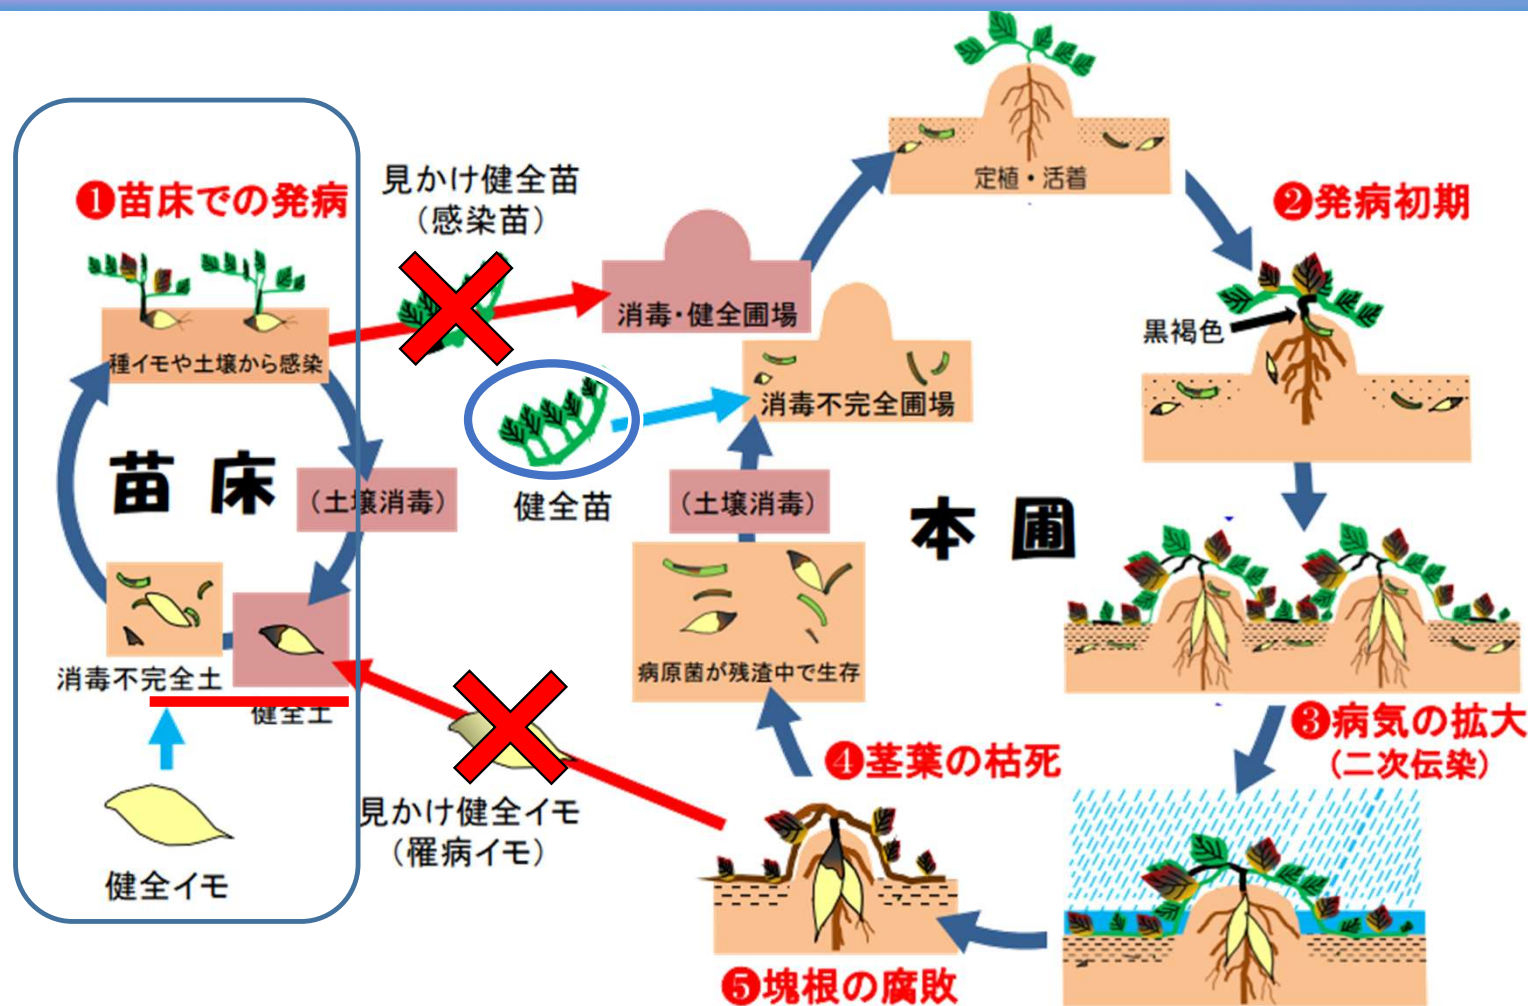 ❶苗床での発病
種イモや土壌から感染
苗床
(土壌消毒)
消毒不完全土
健全土
健全イモ
見かけ健全苗
(感染苗)
消毒・健全圃場
健全苗
消毒不完全圃場
(土壌消毒)
病原菌が残渣中で生存
本圃
見かけ健全イモ
(罹病イモ)
定植・活着
❷発病初期
黒褐色
❸病気の拡大
(二次伝染)
❹茎葉の枯死
❺塊根の腐敗